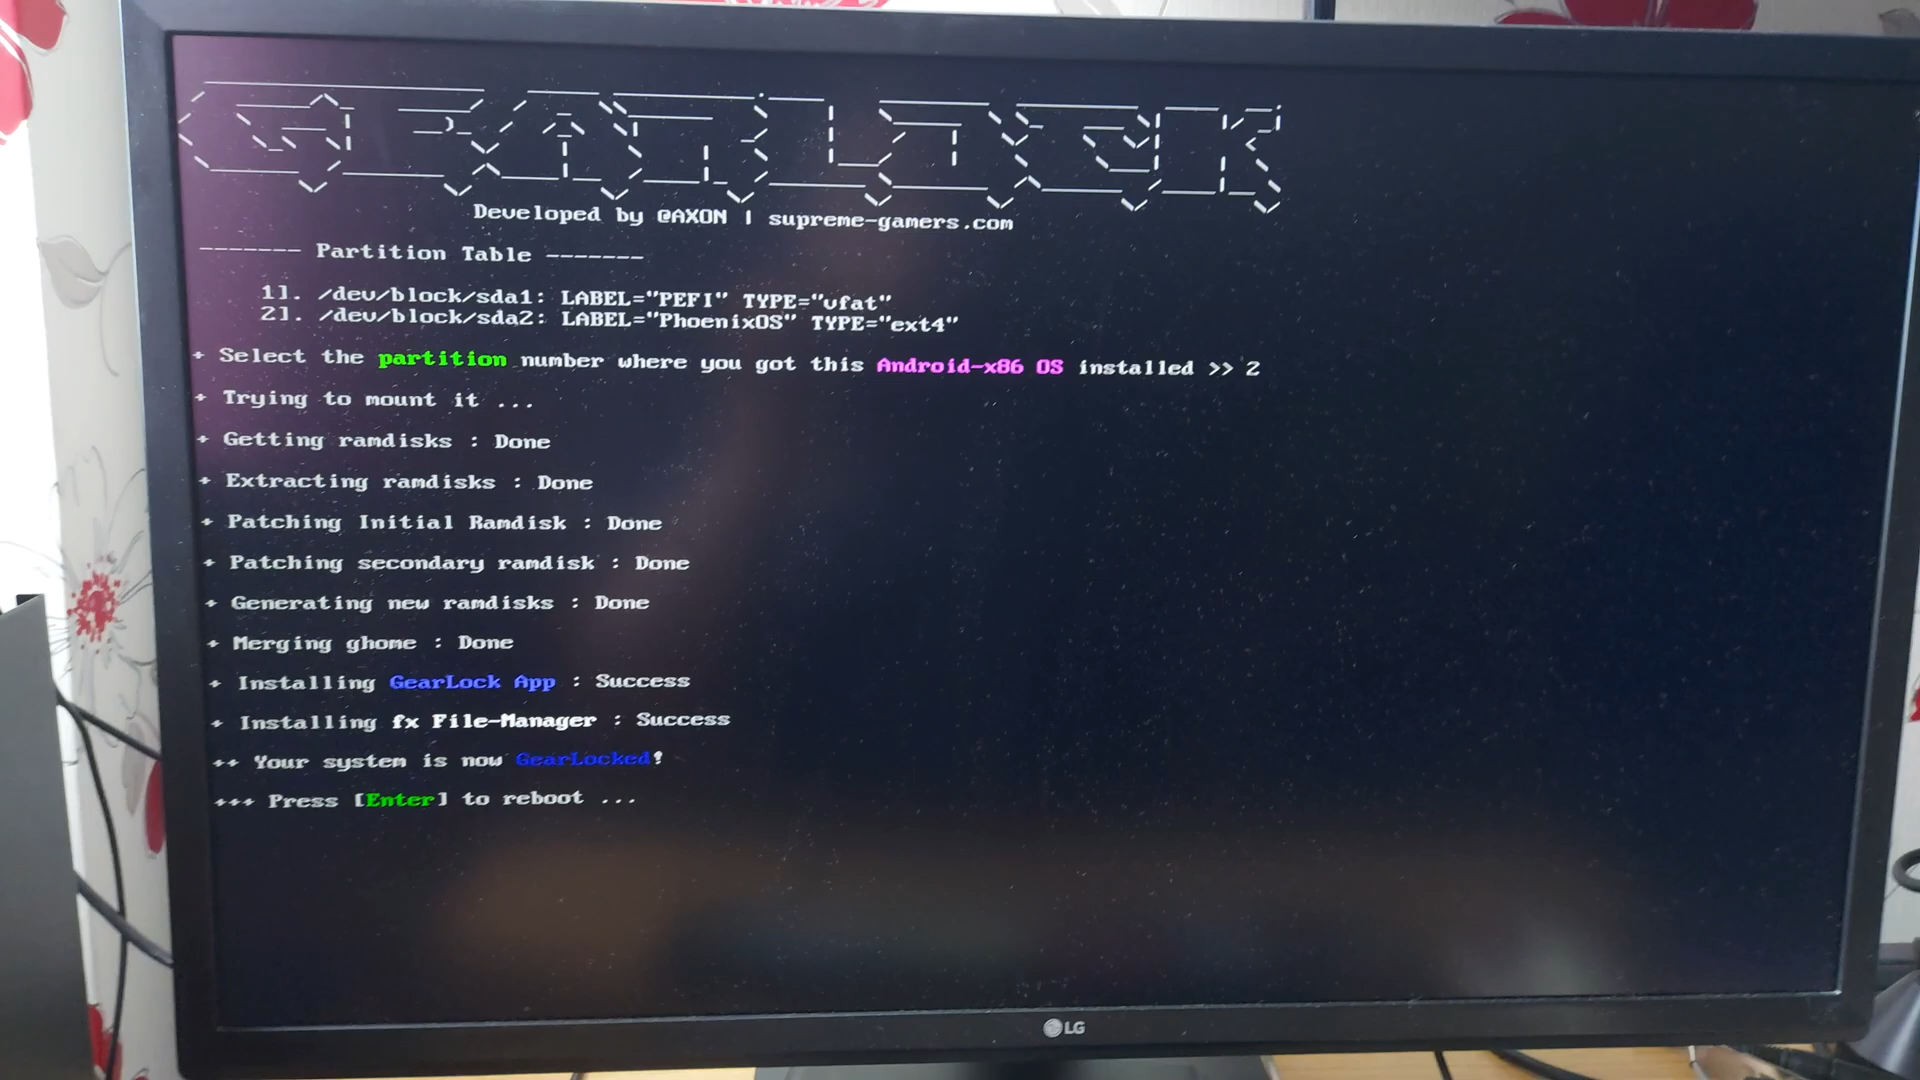 GEARLOCK
Developed by @AXON | supreme-gamers.com
------- Partition Table -------
1]. /dev/block/sda1: LABEL="PEFI" TYPE="vfat"
2]. /dev/block/sda2: LABEL="PhoenixOS" TYPE="ext4"
+ Select the partition number where you got this Android-x86 OS installed >> 2
+ Trying to mount it ...
+ Getting ramdisks : Done
+ Extracting ramdisks : Done
+ Patching Initial Ramdisk : Done
+ Patching secondary ramdisk : Done
+ Generating new ramdisks : Done
+ Merging ghome : Done
+ Installing GearLock App : Success
+ Installing fx File-Manager : Success
++ Your system is now GearLocked!
+++ Press [Enter] to reboot ...
LG